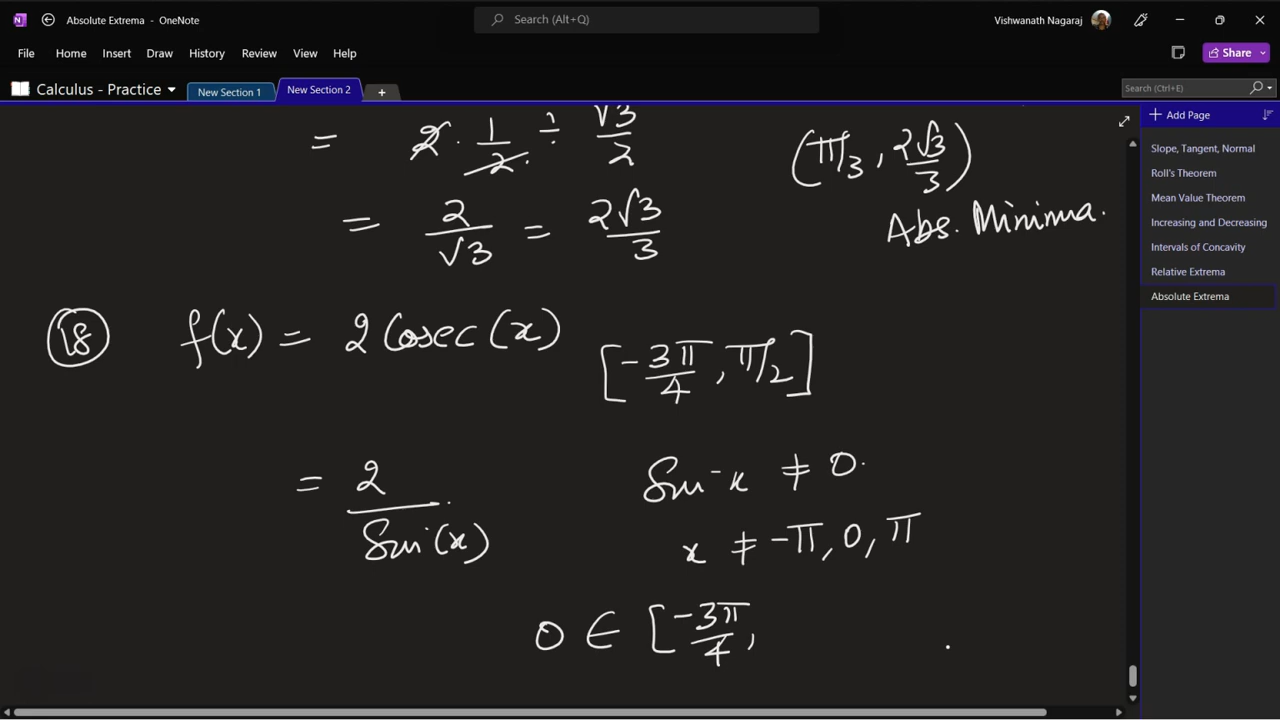 Absolute Extrema - OneNote
Search (Alt+Q)
Vishwanath Nagaraj
File Home Insert Draw History Review View Help
Share
Calculus - Practice
New Section 1
New Section 2
+
Search (Ctrl+E)
Add Page
Slope, Tangent, Normal
Roll's Theorem
Mean Value Theorem
Increasing and Decreasing
Intervals of Concavity
Relative Extrema
Absolute Extrema
= 2 · 1/2 ÷ √3/2
(π/3, 2√3/3)
= 2/√3 = 2√3/3
Abs. Minima.
18 f(x) = 2 Cosec(x) [-3π/4, π/2]
= 2/Sin(x)
Sin x ≠ 0.
x ≠ -π, 0, π
0 ∈ [-3π/4,